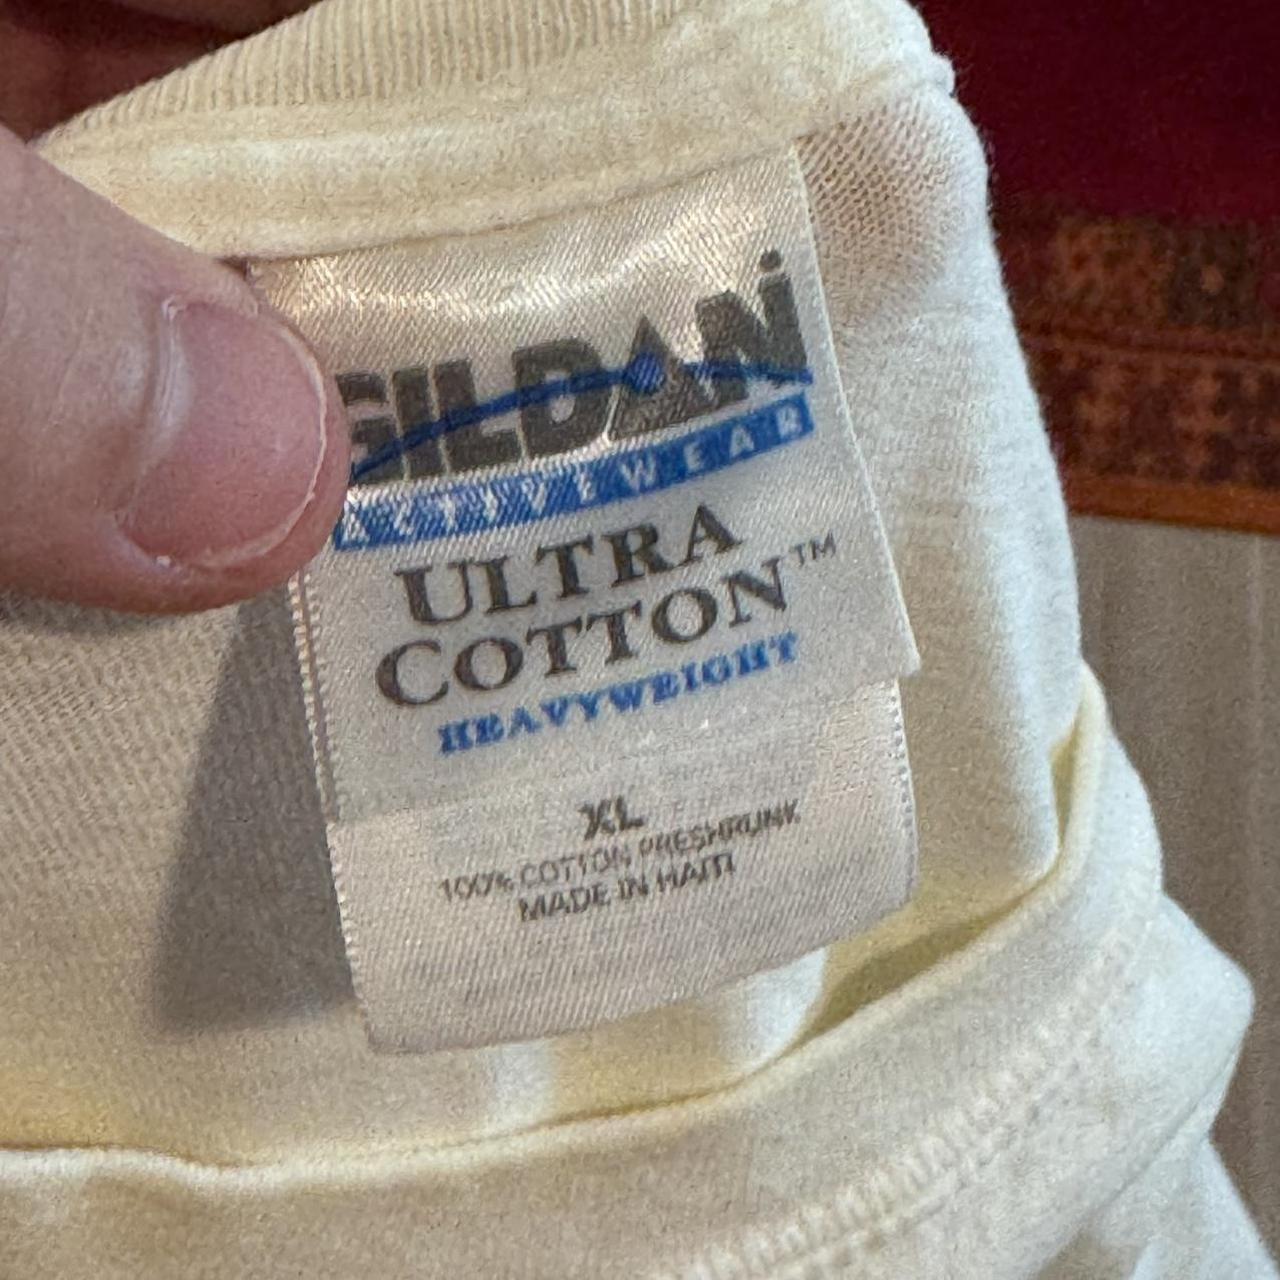 GILDAN
ACTIVEWEAR
ULTRA
COTTON™
HEAVYWEIGHT
XL
100% COTTON PRESHRUNK
MADE IN HAITI